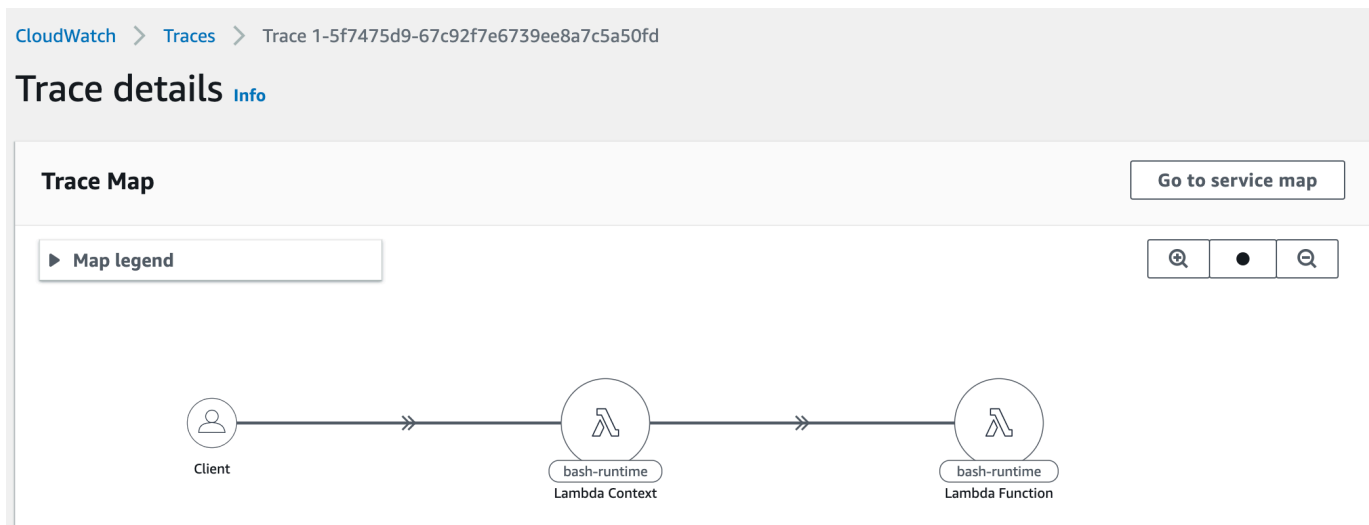 CloudWatch > Traces > Trace 1-5f7475d9-67c92f7e6739ee8a7c5a50fd
Trace details Info
Trace Map
Go to service map
Map legend
Client
bash-runtime
Lambda Context
bash-runtime
Lambda Function